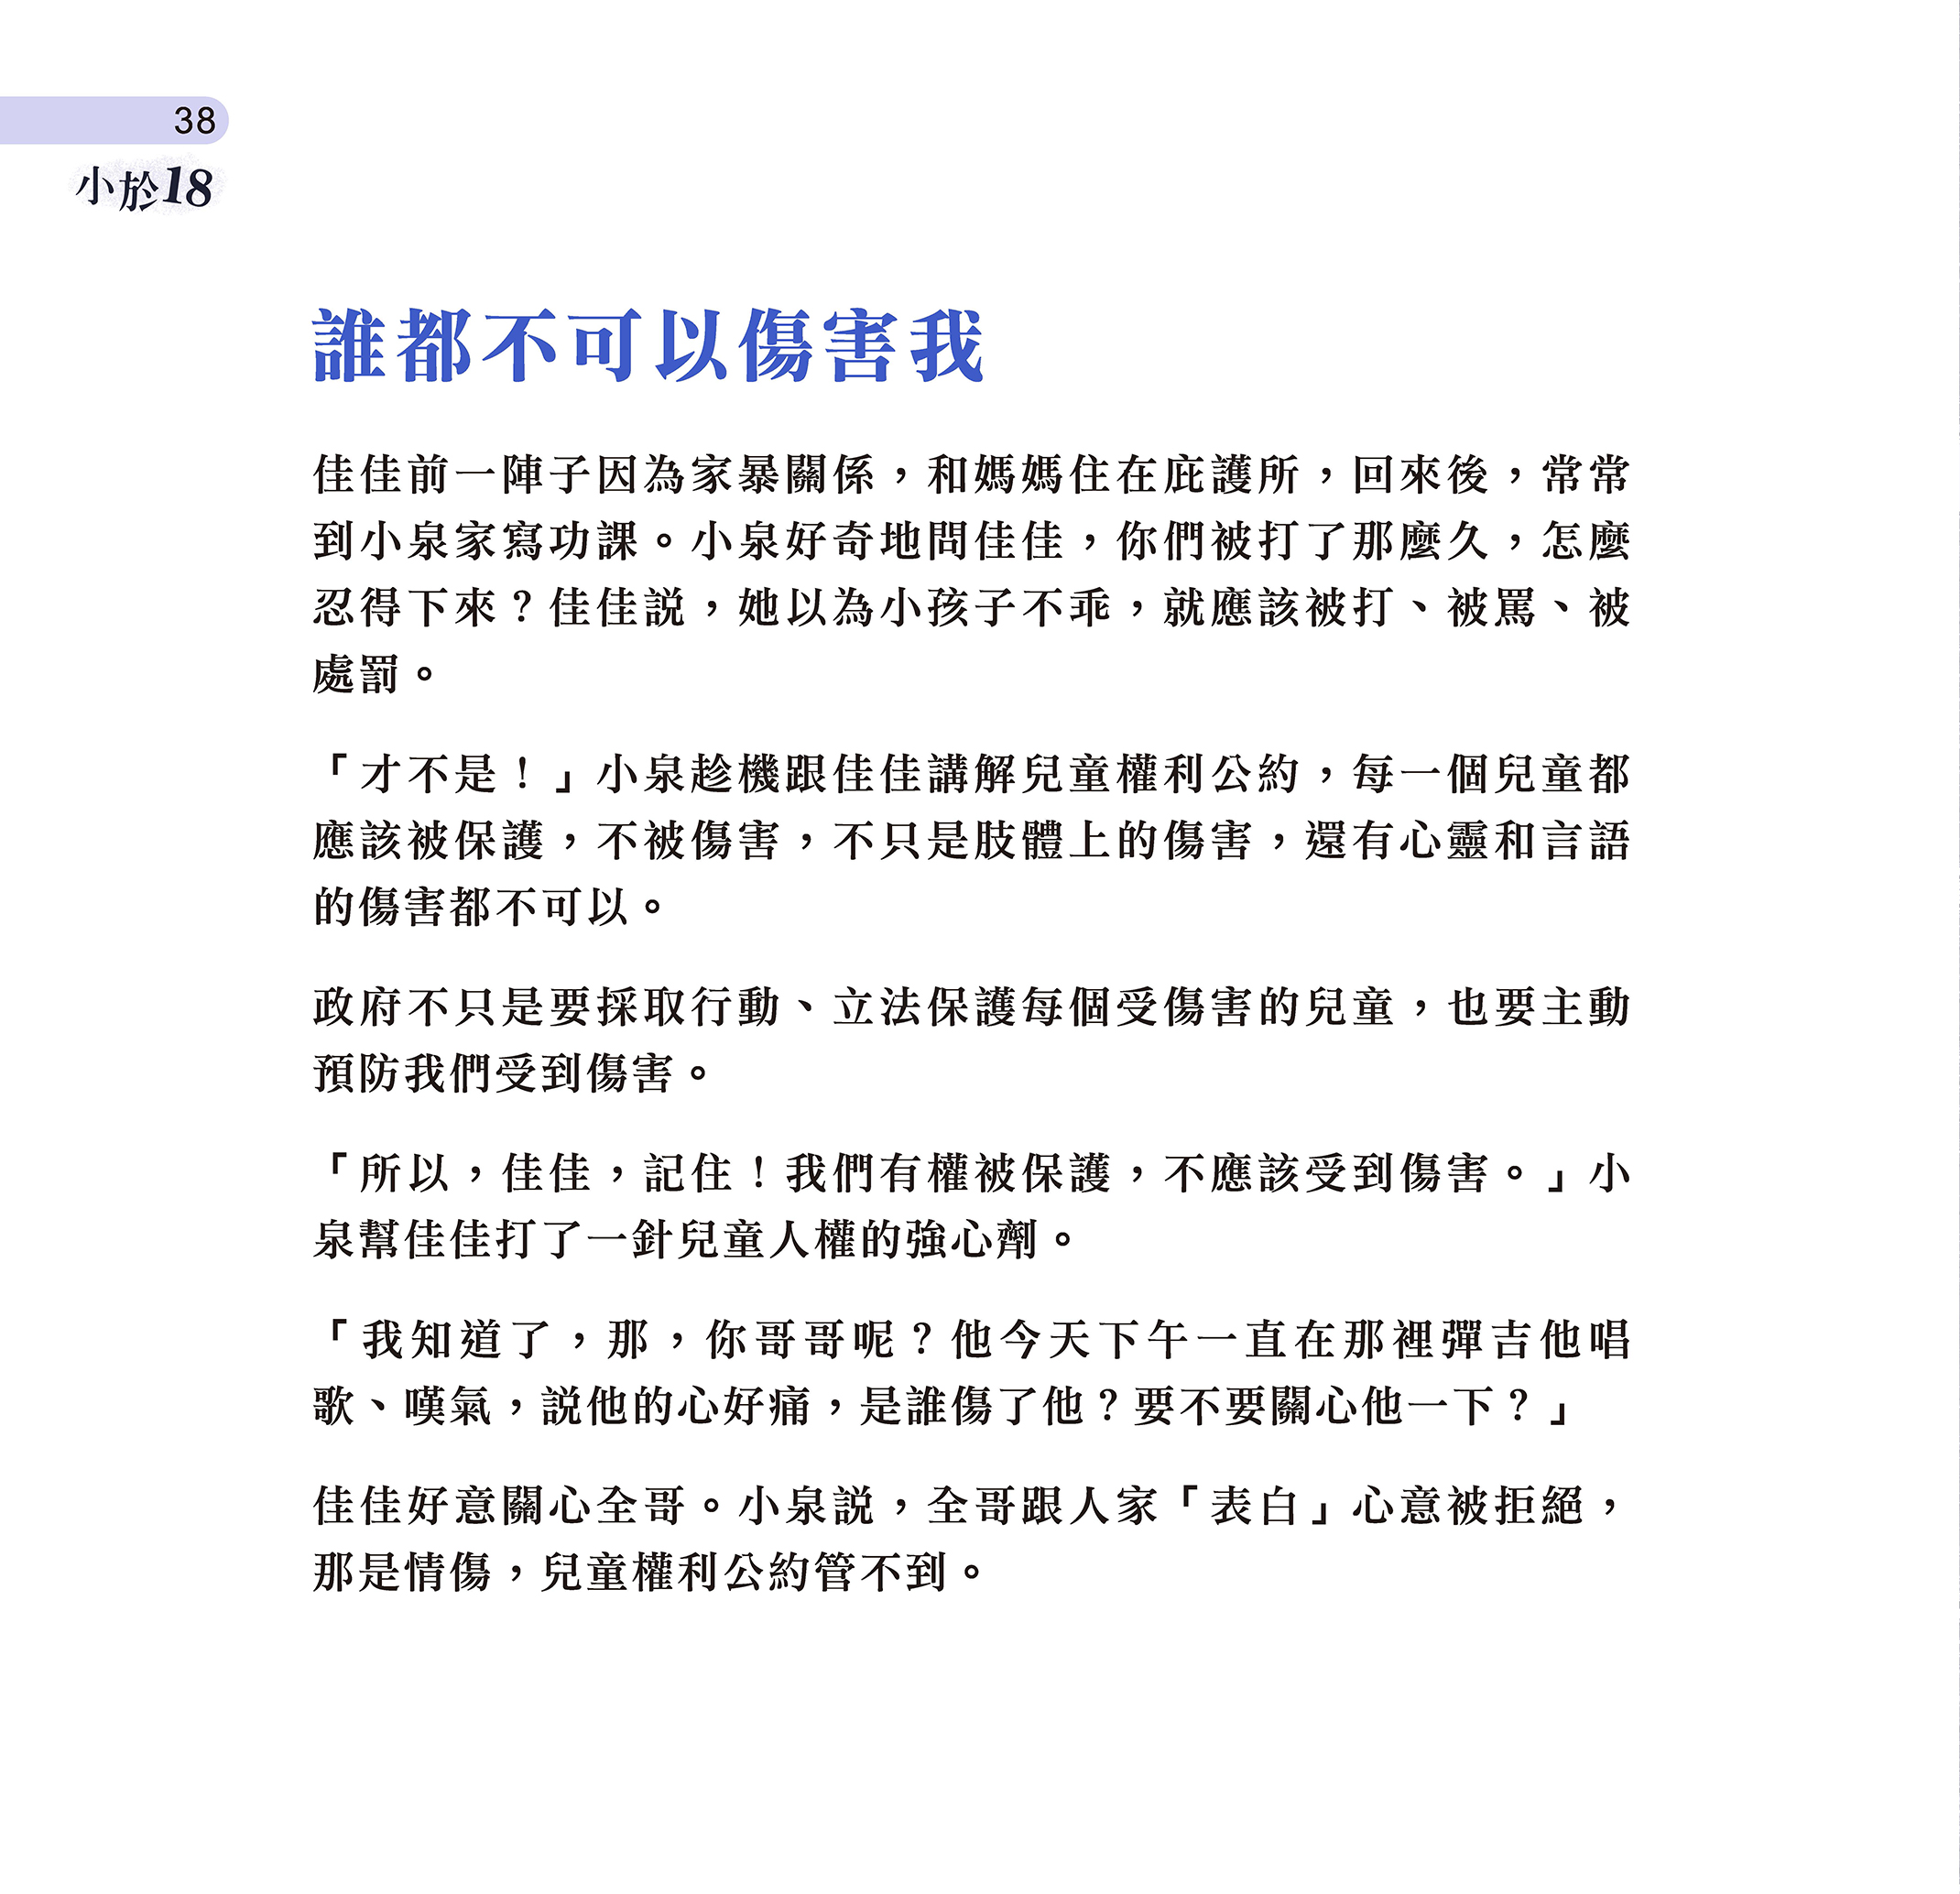 38
小於18
誰都不可以傷害我
佳佳前一陣子因為家暴關係，和媽媽住在庇護所，回來後，常常
到小泉家寫功課。小泉好奇地問佳佳，你們被打了那麼久，怎麼
忍得下來？佳佳説，她以為小孩子不乖，就應該被打、被罵、被
處罰。
「才不是！」小泉趁機跟佳佳講解兒童權利公約，每一個兒童都
應該被保護，不被傷害，不只是肢體上的傷害，還有心靈和言語
的傷害都不可以。
政府不只是要採取行動、立法保護每個受傷害的兒童，也要主動
預防我們受到傷害。
「所以，佳佳，記住！我們有權被保護，不應該受到傷害。」小
泉幫佳佳打了一針兒童人權的強心劑。
「我知道了，那，你哥哥呢？他今天下午一直在那裡彈吉他唱
歌、嘆氣，説他的心好痛，是誰傷了他？要不要關心他一下？」
佳佳好意關心全哥。小泉説，全哥跟人家「表白」心意被拒絕，
那是情傷，兒童權利公約管不到。